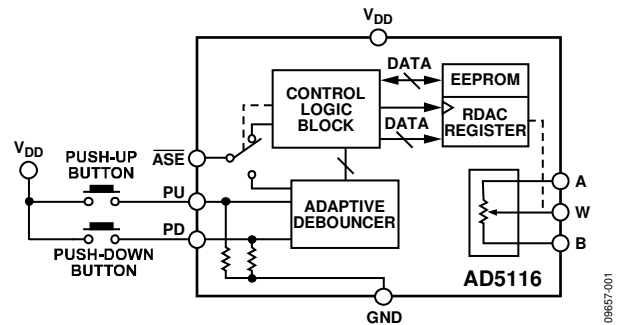 VDD
DATA
EEPROM
CONTROL
LOGIC
BLOCK
RDAC
REGISTER
DATA
VDD
PUSH-UP
BUTTON
ASE
PU
PD
PUSH-DOWN
BUTTON
ADAPTIVE
DEBOUNCER
A
W
B
AD5116
GND
09657-001